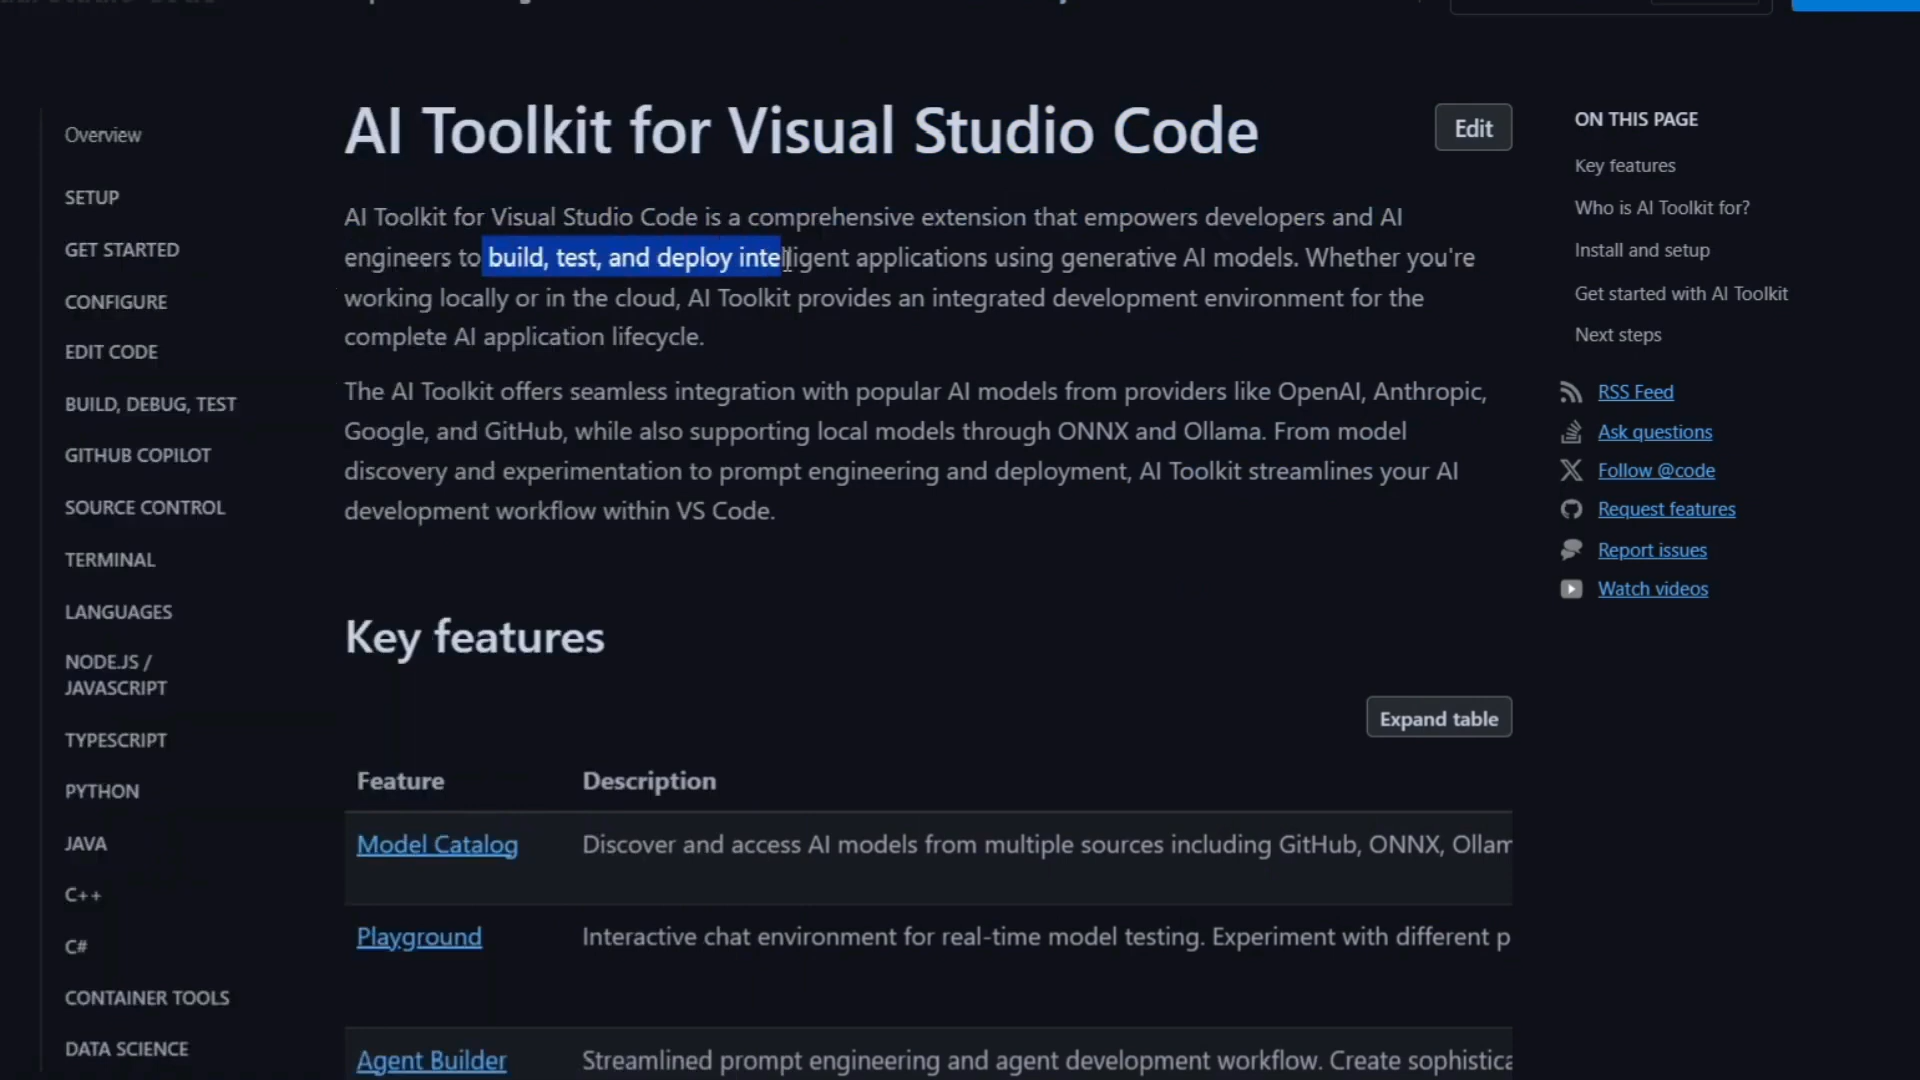 AI Toolkit for Visual Studio Code
Edit
AI Toolkit for Visual Studio Code is a comprehensive extension that empowers developers and AI
engineers to build, test, and deploy intelligent applications using generative AI models. Whether you're
working locally or in the cloud, AI Toolkit provides an integrated development environment for the
complete AI application lifecycle.
The AI Toolkit offers seamless integration with popular AI models from providers like OpenAI, Anthropic,
Google, and GitHub, while also supporting local models through ONNX and Ollama. From model
discovery and experimentation to prompt engineering and deployment, AI Toolkit streamlines your AI
development workflow within VS Code.
Key features
Expand table
Feature Description
Model Catalog Discover and access AI models from multiple sources including GitHub, ONNX, Ollam
Playground Interactive chat environment for real-time model testing. Experiment with different p
Agent Builder Streamlined prompt engineering and agent development workflow. Create sophistica
Overview
SETUP
GET STARTED
CONFIGURE
EDIT CODE
BUILD, DEBUG, TEST
GITHUB COPILOT
SOURCE CONTROL
TERMINAL
LANGUAGES
NODE.JS /
JAVASCRIPT
TYPESCRIPT
PYTHON
JAVA
C++
C#
CONTAINER TOOLS
DATA SCIENCE
ON THIS PAGE
Key features
Who is AI Toolkit for?
Install and setup
Get started with AI Toolkit
Next steps
RSS Feed
Ask questions
Follow @code
Request features
Report issues
Watch videos